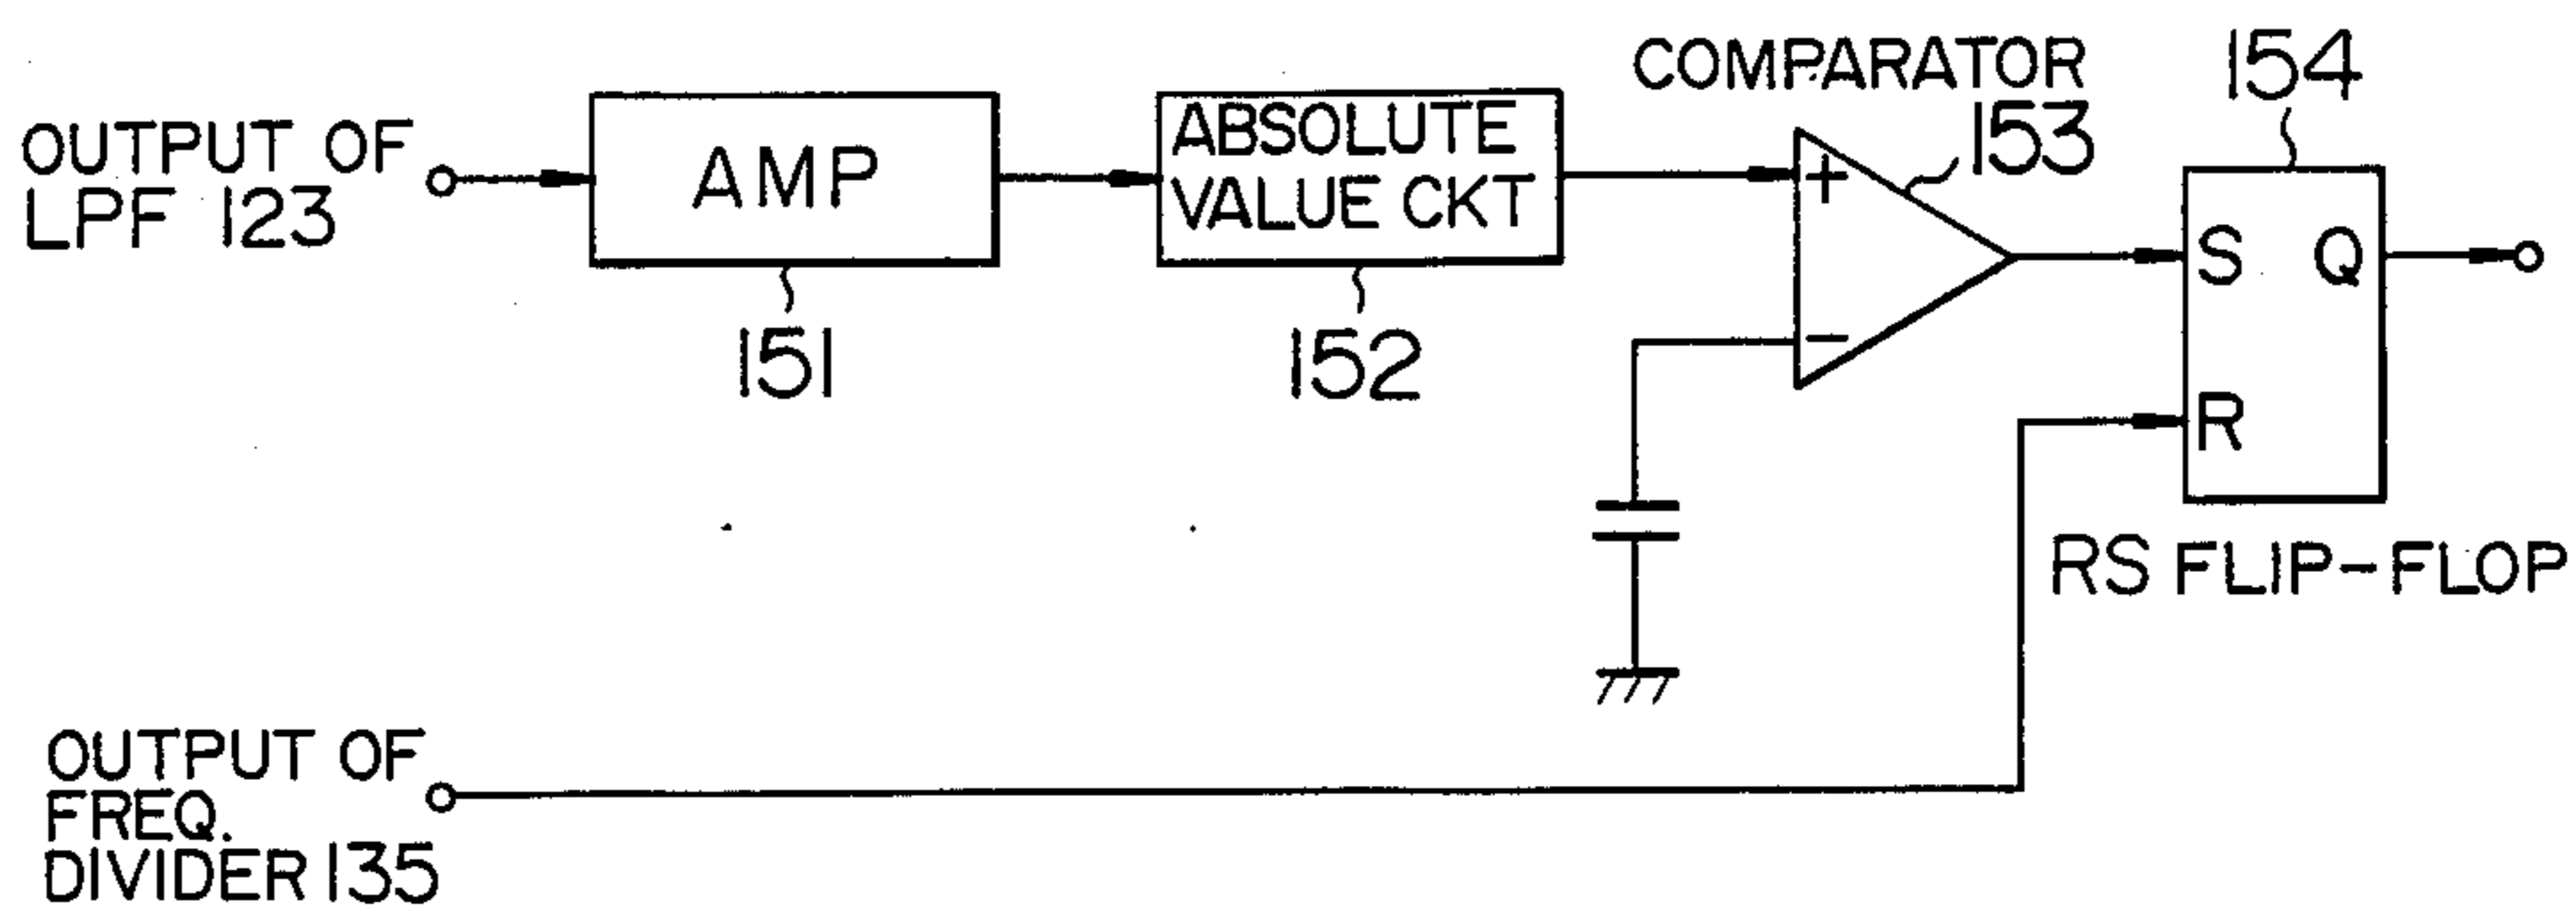 OUTPUT OF
LPF 123
AMP
151
ABSOLUTE
VALUE CKT
152
COMPARATOR
153
+
−
154
S Q
R
RS FLIP-FLOP
OUTPUT OF
FREQ.
DIVIDER 135